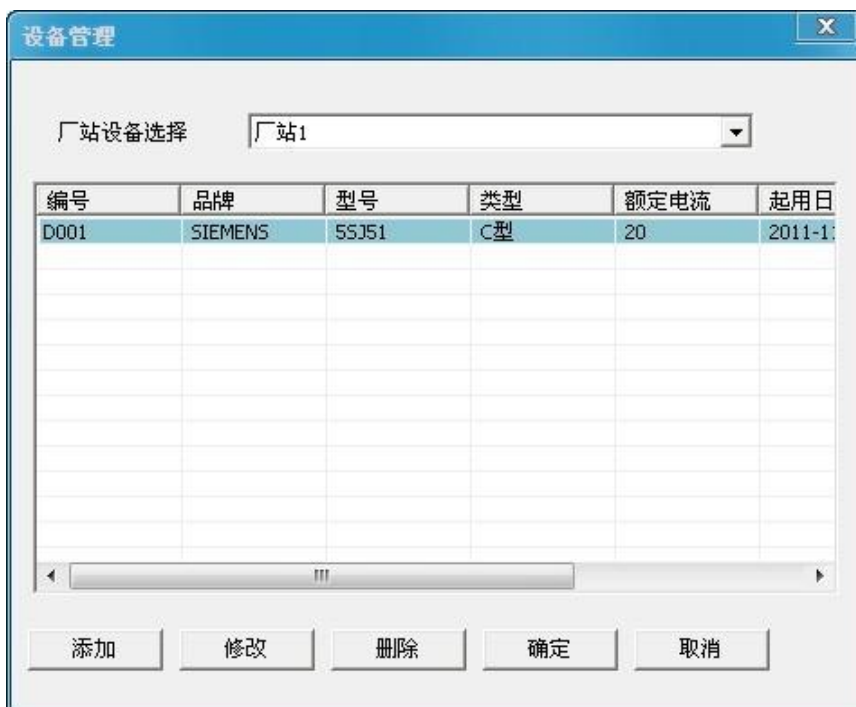 设备管理
厂站设备选择 厂站1
编号 品牌 型号 类型 额定电流 起用日
D001 SIEMENS 5SJ51 C型 20 2011-11
添加 修改 删除 确定 取消